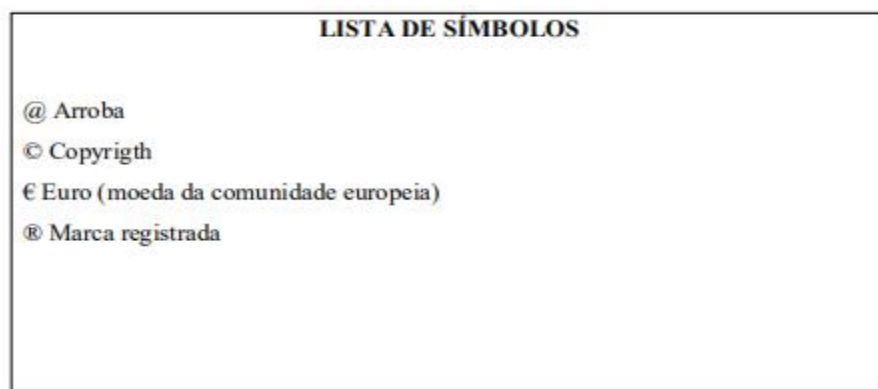 LISTA DE SÍMBOLOS
@ Arroba
© Copyrigth
€ Euro (moeda da comunidade europeia)
® Marca registrada